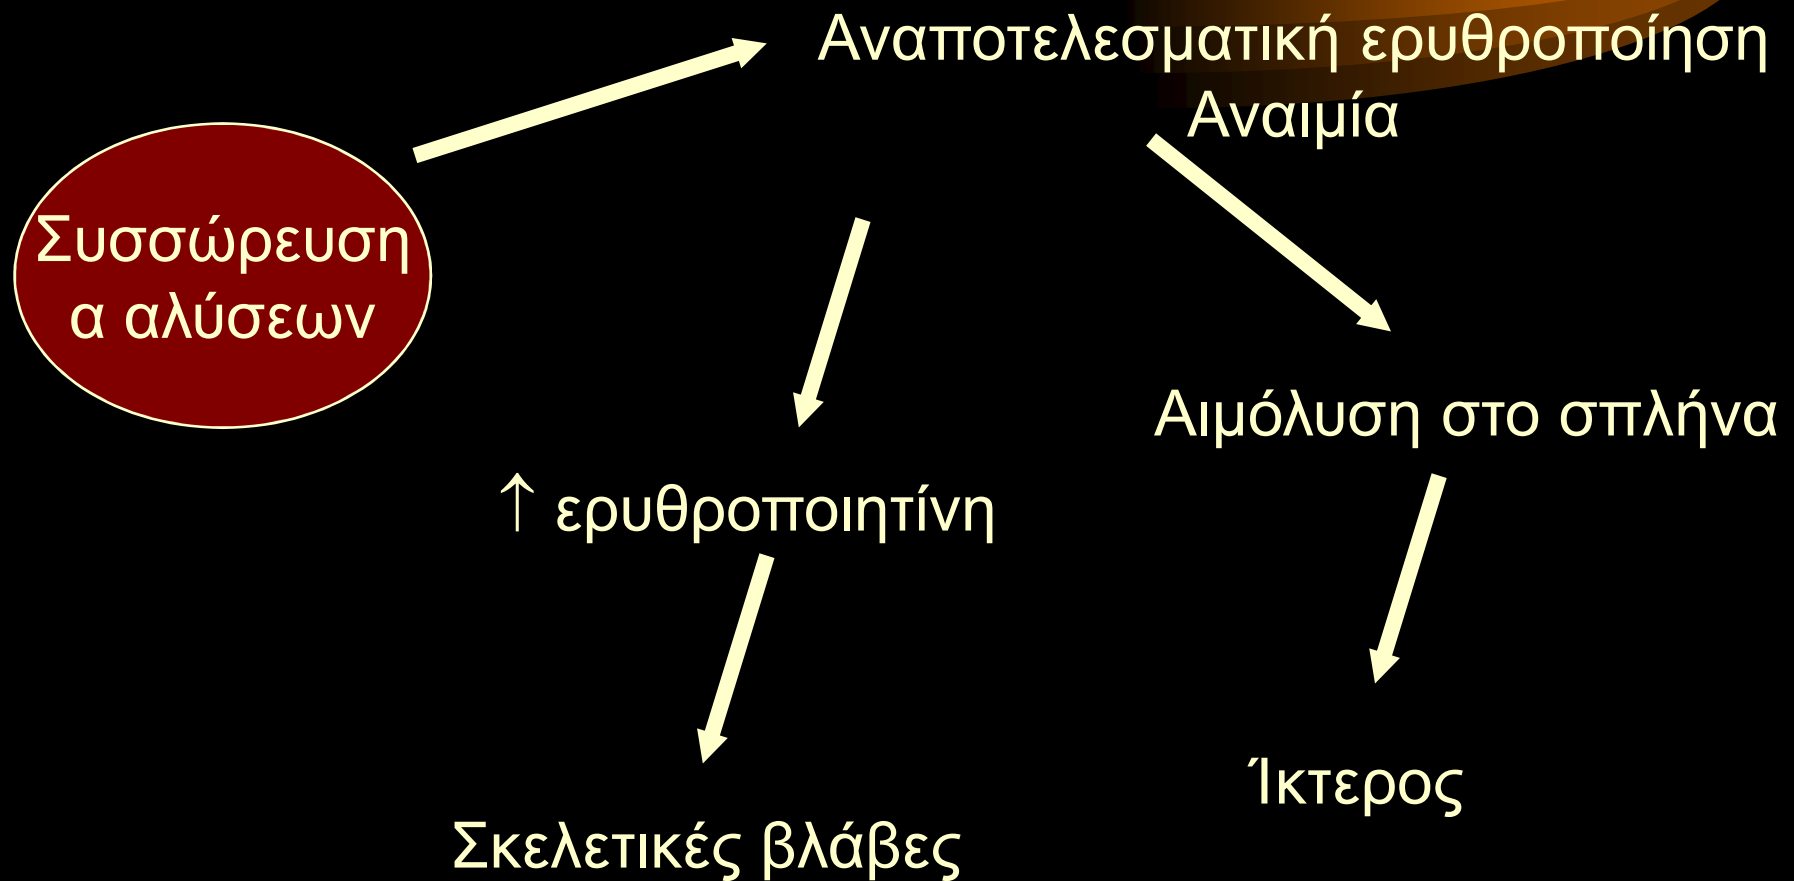 Αναποτελεσματική ερυθροποίηση
Αναιμία
Συσσώρευση
α αλύσεων
Αιμόλυση στο σπλήνα
↑ ερυθροποιητίνη
Ίκτερος
Σκελετικές βλάβες